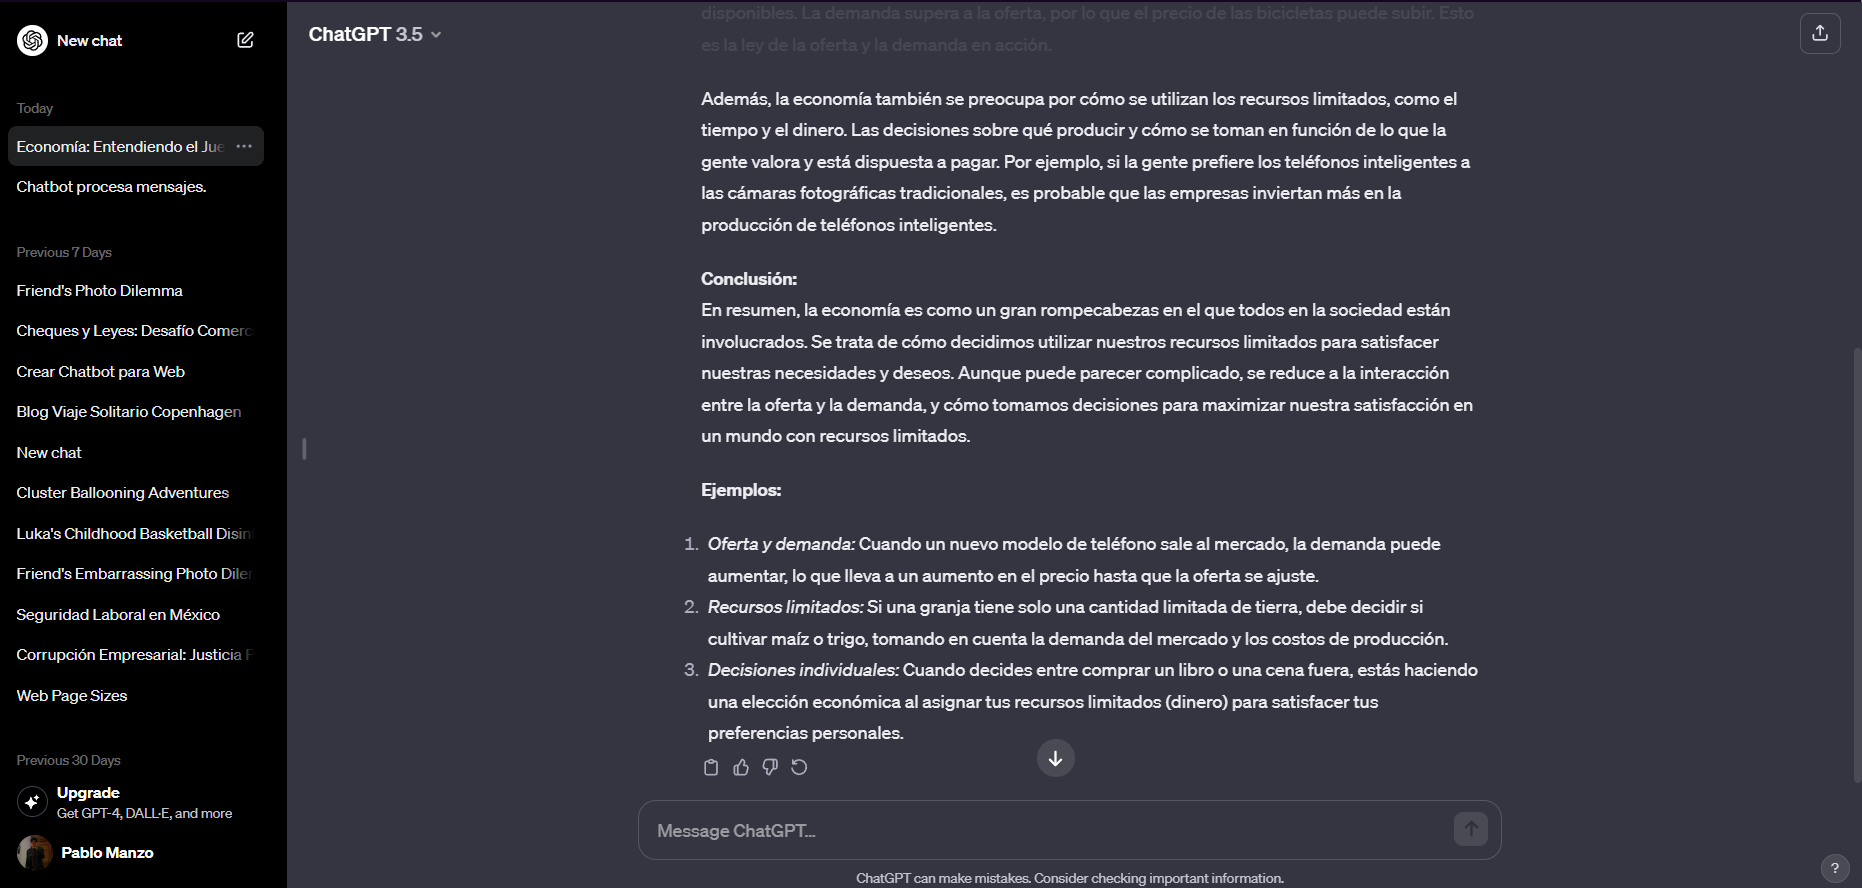 New chat
Today
Economía: Entendiendo el Jue
Chatbot procesa mensajes.
Previous 7 Days
Friend's Photo Dilemma
Cheques y Leyes: Desafío Comerc
Crear Chatbot para Web
Blog Viaje Solitario Copenhagen
New chat
Cluster Ballooning Adventures
Luka's Childhood Basketball Disin
Friend's Embarrassing Photo Diler
Seguridad Laboral en México
Corrupción Empresarial: Justicia P
Web Page Sizes
Previous 30 Days
Upgrade
Get GPT-4, DALL·E, and more
Pablo Manzo
ChatGPT 3.5
disponibles. La demanda supera a la oferta, por lo que el precio de las bicicletas puede subir. Esto
es la ley de la oferta y la demanda en acción.
Además, la economía también se preocupa por cómo se utilizan los recursos limitados, como el
tiempo y el dinero. Las decisiones sobre qué producir y cómo se toman en función de lo que la
gente valora y está dispuesta a pagar. Por ejemplo, si la gente prefiere los teléfonos inteligentes a
las cámaras fotográficas tradicionales, es probable que las empresas inviertan más en la
producción de teléfonos inteligentes.
Conclusión:
En resumen, la economía es como un gran rompecabezas en el que todos en la sociedad están
involucrados. Se trata de cómo decidimos utilizar nuestros recursos limitados para satisfacer
nuestras necesidades y deseos. Aunque puede parecer complicado, se reduce a la interacción
entre la oferta y la demanda, y cómo tomamos decisiones para maximizar nuestra satisfacción en
un mundo con recursos limitados.
Ejemplos:
1. Oferta y demanda: Cuando un nuevo modelo de teléfono sale al mercado, la demanda puede
aumentar, lo que lleva a un aumento en el precio hasta que la oferta se ajuste.
2. Recursos limitados: Si una granja tiene solo una cantidad limitada de tierra, debe decidir si
cultivar maíz o trigo, tomando en cuenta la demanda del mercado y los costos de producción.
3. Decisiones individuales: Cuando decides entre comprar un libro o una cena fuera, estás haciendo
una elección económica al asignar tus recursos limitados (dinero) para satisfacer tus
preferencias personales.
Message ChatGPT...
ChatGPT can make mistakes. Consider checking important information.
?